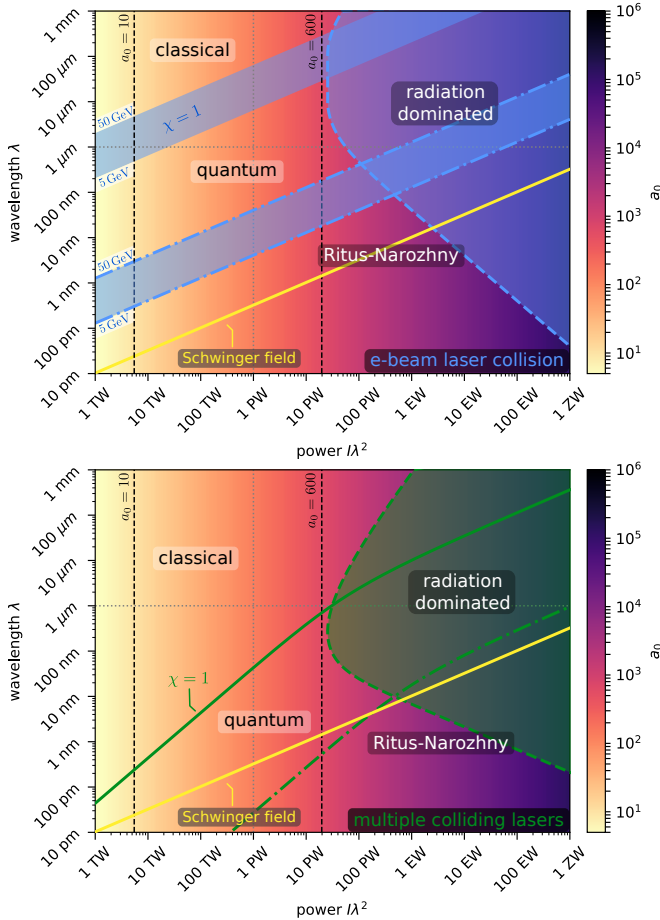 1 mm
100 μm
10 μm
1 μm
100 nm
10 nm
1 nm
100 pm
10 pm
wavelength λ
a₀ = 10
a₀ = 600
classical
radiation
dominated
50 GeV
χ = 1
5 GeV
quantum
50 GeV
Ritus-Narozhny
5 GeV
Schwinger field
e-beam laser collision
1 TW
10 TW
100 TW
1 PW
10 PW
100 PW
1 EW
10 EW
100 EW
1 ZW
power Iλ²
10⁶
10⁵
10⁴
10³
10²
10¹
a₀
1 mm
100 μm
10 μm
1 μm
100 nm
10 nm
1 nm
100 pm
10 pm
wavelength λ
a₀ = 10
a₀ = 600
classical
radiation
dominated
χ = 1
quantum
Ritus-Narozhny
Schwinger field
multiple colliding lasers
1 TW
10 TW
100 TW
1 PW
10 PW
100 PW
1 EW
10 EW
100 EW
1 ZW
power Iλ²
10⁶
10⁵
10⁴
10³
10²
10¹
a₀